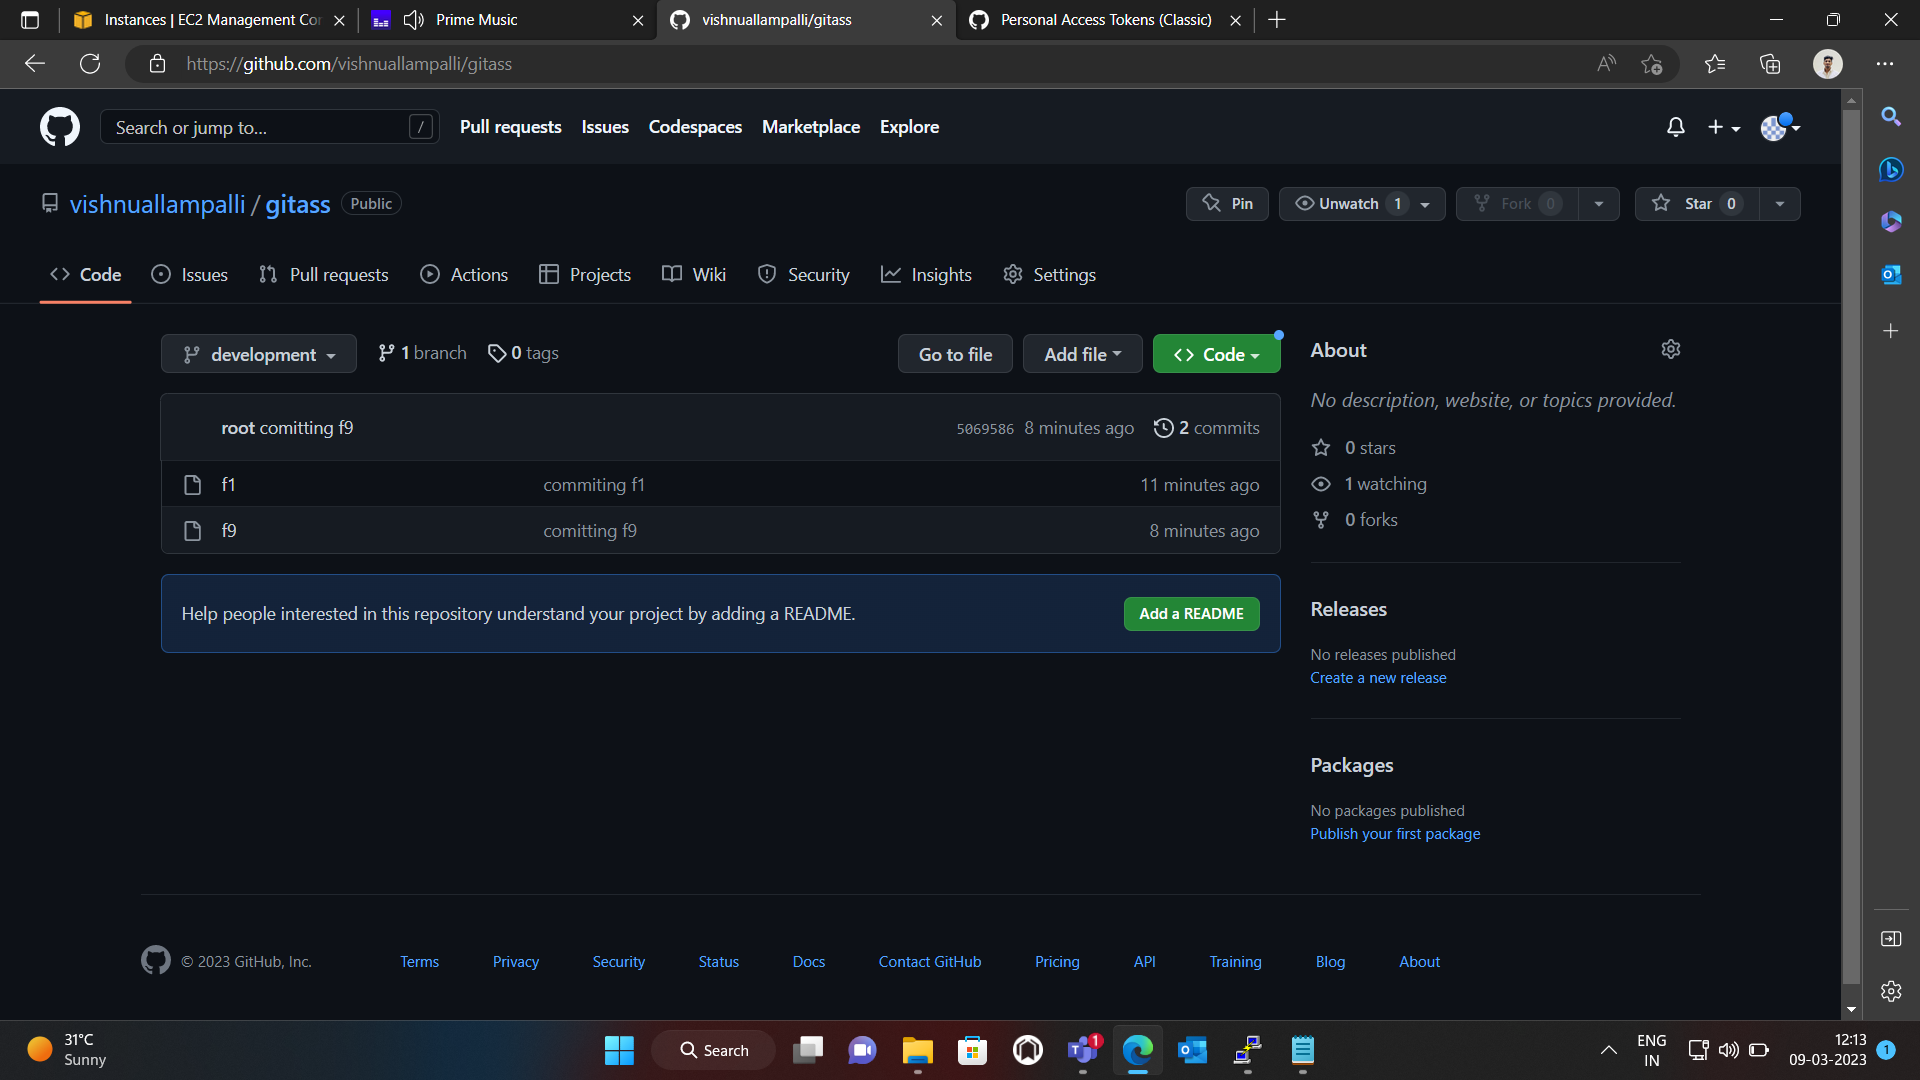 Instances | EC2 Management Co
Prime Music
vishnuallampalli/gitass
Personal Access Tokens (Classic)
https://github.com/vishnuallampalli/gitass
Search or jump to...
/
Pull requests
Issues
Codespaces
Marketplace
Explore
vishnuallampalli / gitass
Public
Pin
Unwatch 1
Fork 0
Star 0
Code
Issues
Pull requests
Actions
Projects
Wiki
Security
Insights
Settings
development
1 branch
0 tags
Go to file
Add file
Code
root comitting f9
5069586 8 minutes ago
2 commits
f1 commiting f1 11 minutes ago
f9 comitting f9 8 minutes ago
Help people interested in this repository understand your project by adding a README.
Add a README
About
No description, website, or topics provided.
0 stars
1 watching
0 forks
Releases
No releases published
Create a new release
Packages
No packages published
Publish your first package
© 2023 GitHub, Inc.
Terms
Privacy
Security
Status
Docs
Contact GitHub
Pricing
API
Training
Blog
About
31°C
Sunny
Search
1
ENG
IN
12:13
09-03-2023
1